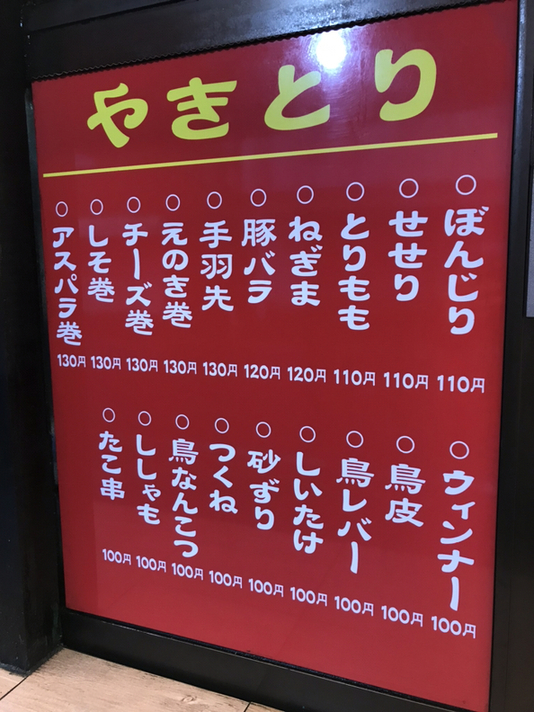 やきとり
○ぼんじり 110円
○せせり 110円
○とりもも 110円
○ねぎま 120円
○豚バラ 120円
○手羽先 130円
○えのき巻 130円
○チーズ巻 130円
○しそ巻 130円
○アスパラ巻 130円
○ウィンナー 100円
○鳥皮 100円
○鳥レバー 100円
○しいたけ 100円
○砂ずり 100円
○つくね 100円
○鳥なんこつ 100円
○ししゃも 100円
○たこ串 100円